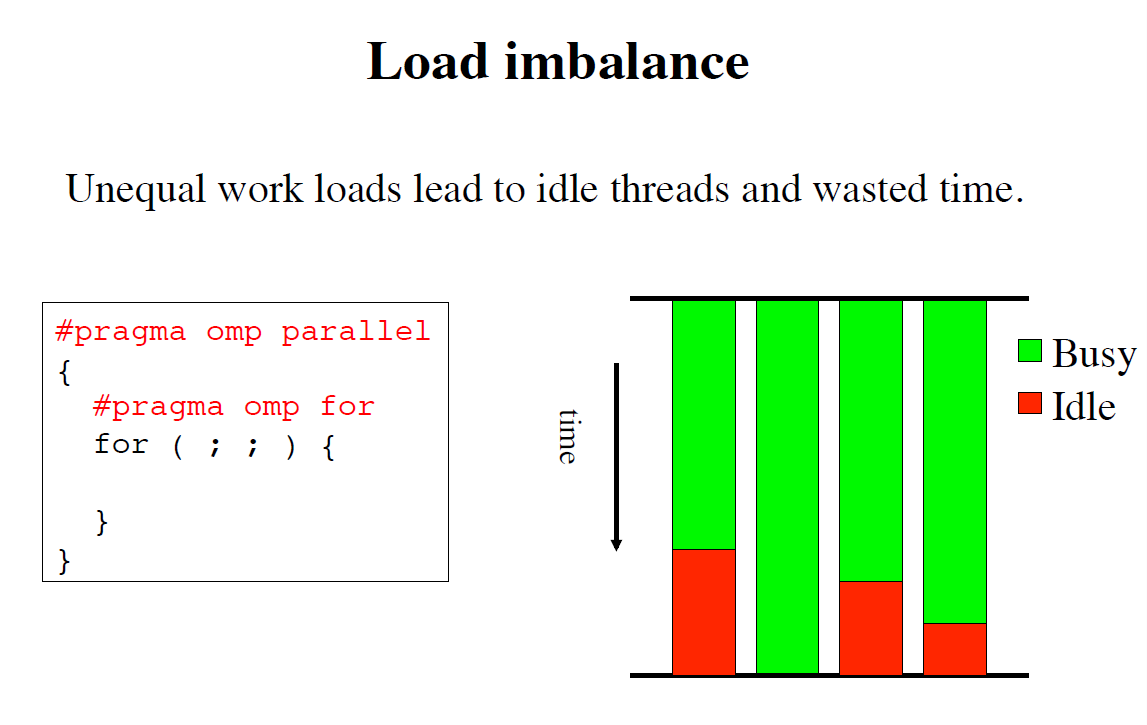 Load imbalance
Unequal work loads lead to idle threads and wasted time.
#pragma omp parallel
{
#pragma omp for
for ( ; ; ) {
}
}
time
Busy
Idle